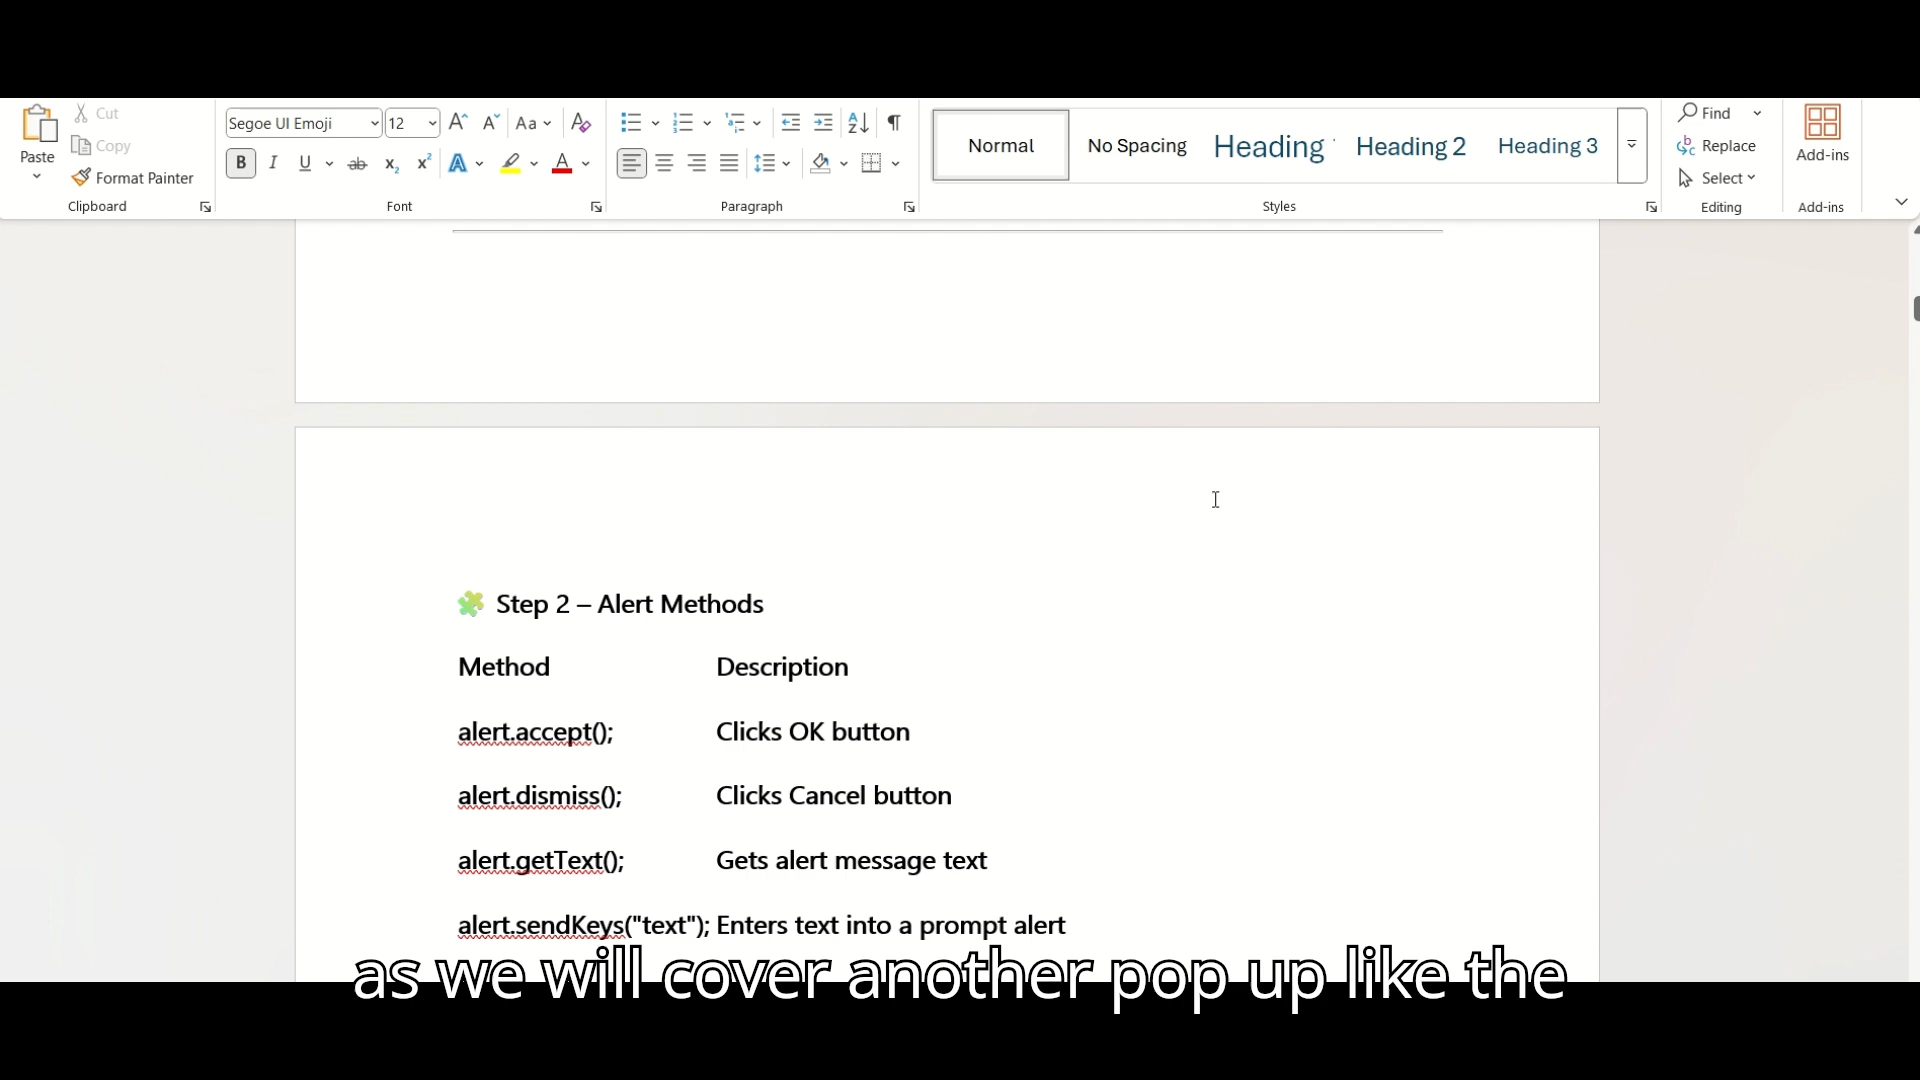 Cut
Copy
Paste
Format Painter
Clipboard
Segoe UI Emoji
12
Aa
B I U ab x₂ x² A A
Font
Paragraph
Normal
No Spacing
Heading
Heading 2
Heading 3
Styles
Find
Replace
Select
Editing
Add-ins
Add-ins
Step 2 – Alert Methods
Method Description
alert.accept(); Clicks OK button
alert.dismiss(); Clicks Cancel button
alert.getText(); Gets alert message text
alert.sendKeys("text"); Enters text into a prompt alert
as we will cover another pop up like the